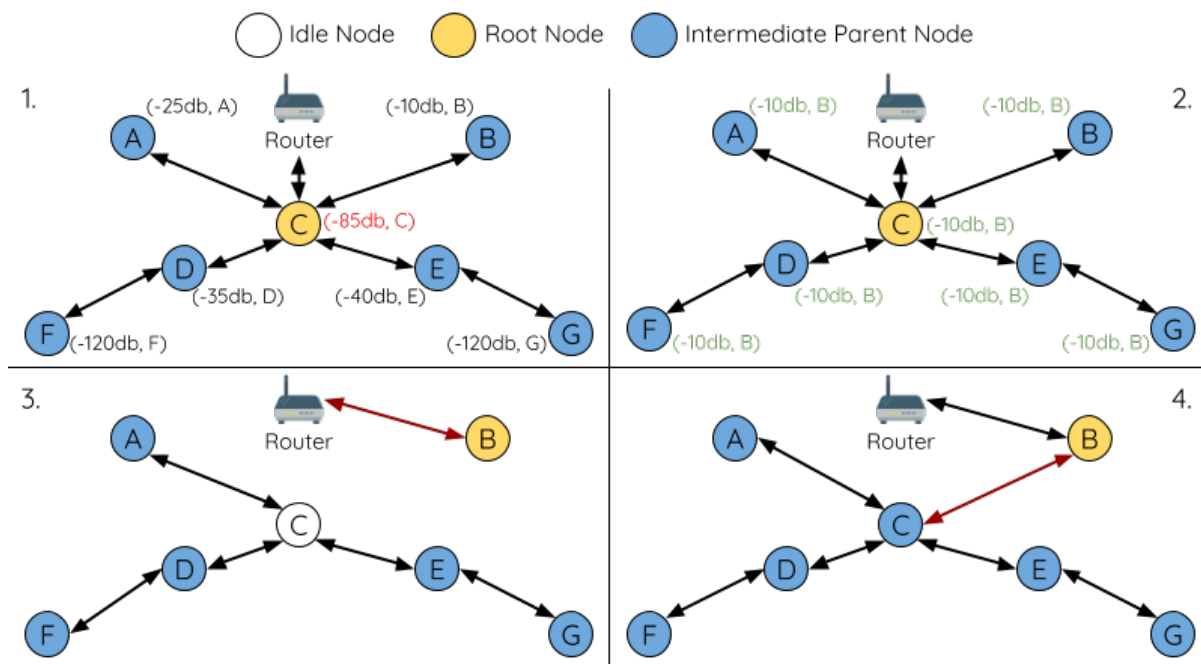 Idle Node
Root Node
Intermediate Parent Node
1.
(-25db, A)
(-10db, B)
A
Router
B
C
(-85db, C)
D
E
(-35db, D)
(-40db, E)
F
(-120db, F)
(-120db, G)
G
2.
(-10db, B)
(-10db, B)
A
Router
B
C
(-10db, B)
D
E
(-10db, B)
(-10db, B)
F
(-10db, B)
(-10db, B)
G
3.
A
Router
B
C
D
E
F
G
4.
A
Router
B
C
D
E
F
G